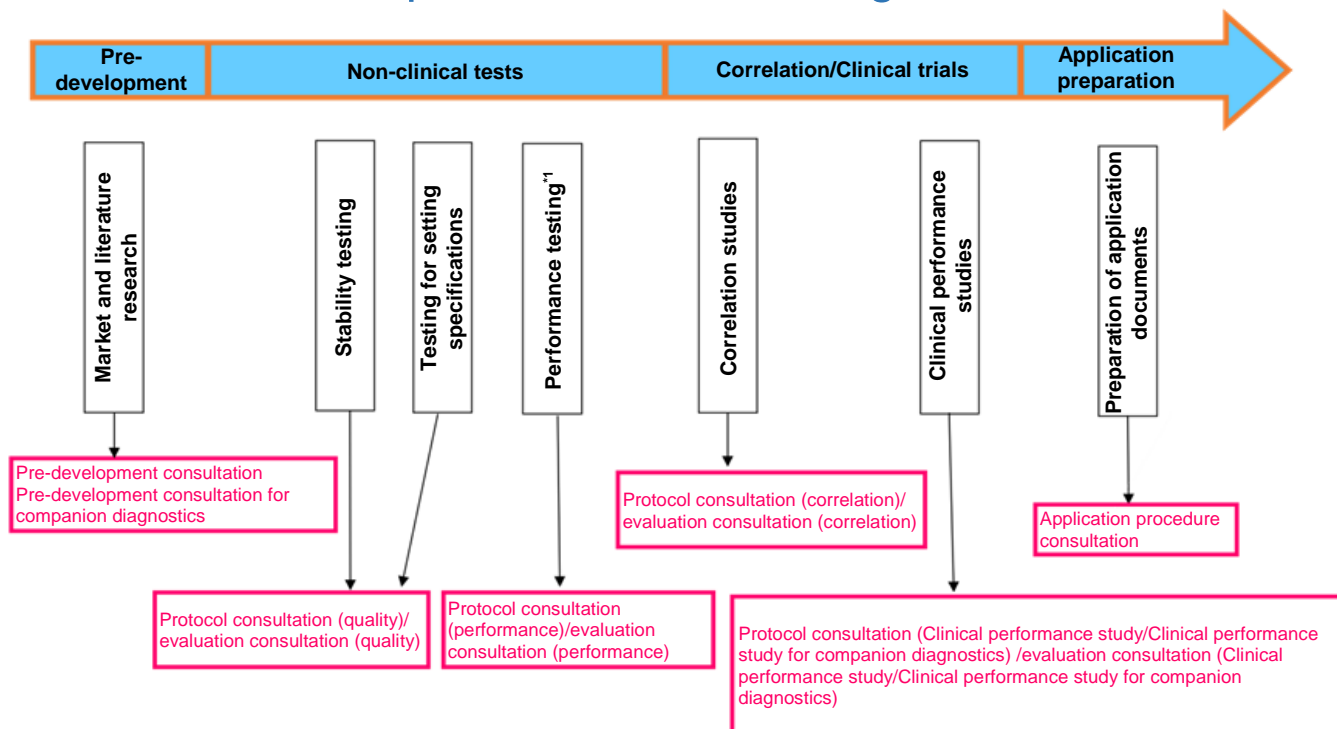 Pre-
development
Non-clinical tests
Correlation/Clinical trials
Application
preparation
Market and literature
research
Stability testing
Testing for setting
specifications
Performance testing*1
Correlation studies
Clinical performance
studies
Preparation of application
documents
Pre-development consultation
Pre-development consultation for
companion diagnostics
Protocol consultation (quality)/
evaluation consultation (quality)
Protocol consultation
(performance)/evaluation
consultation (performance)
Protocol consultation (correlation)/
evaluation consultation (correlation)
Protocol consultation (Clinical performance study/Clinical performance
study for companion diagnostics) /evaluation consultation (Clinical
performance study/Clinical performance study for companion
diagnostics)
Application procedure
consultation